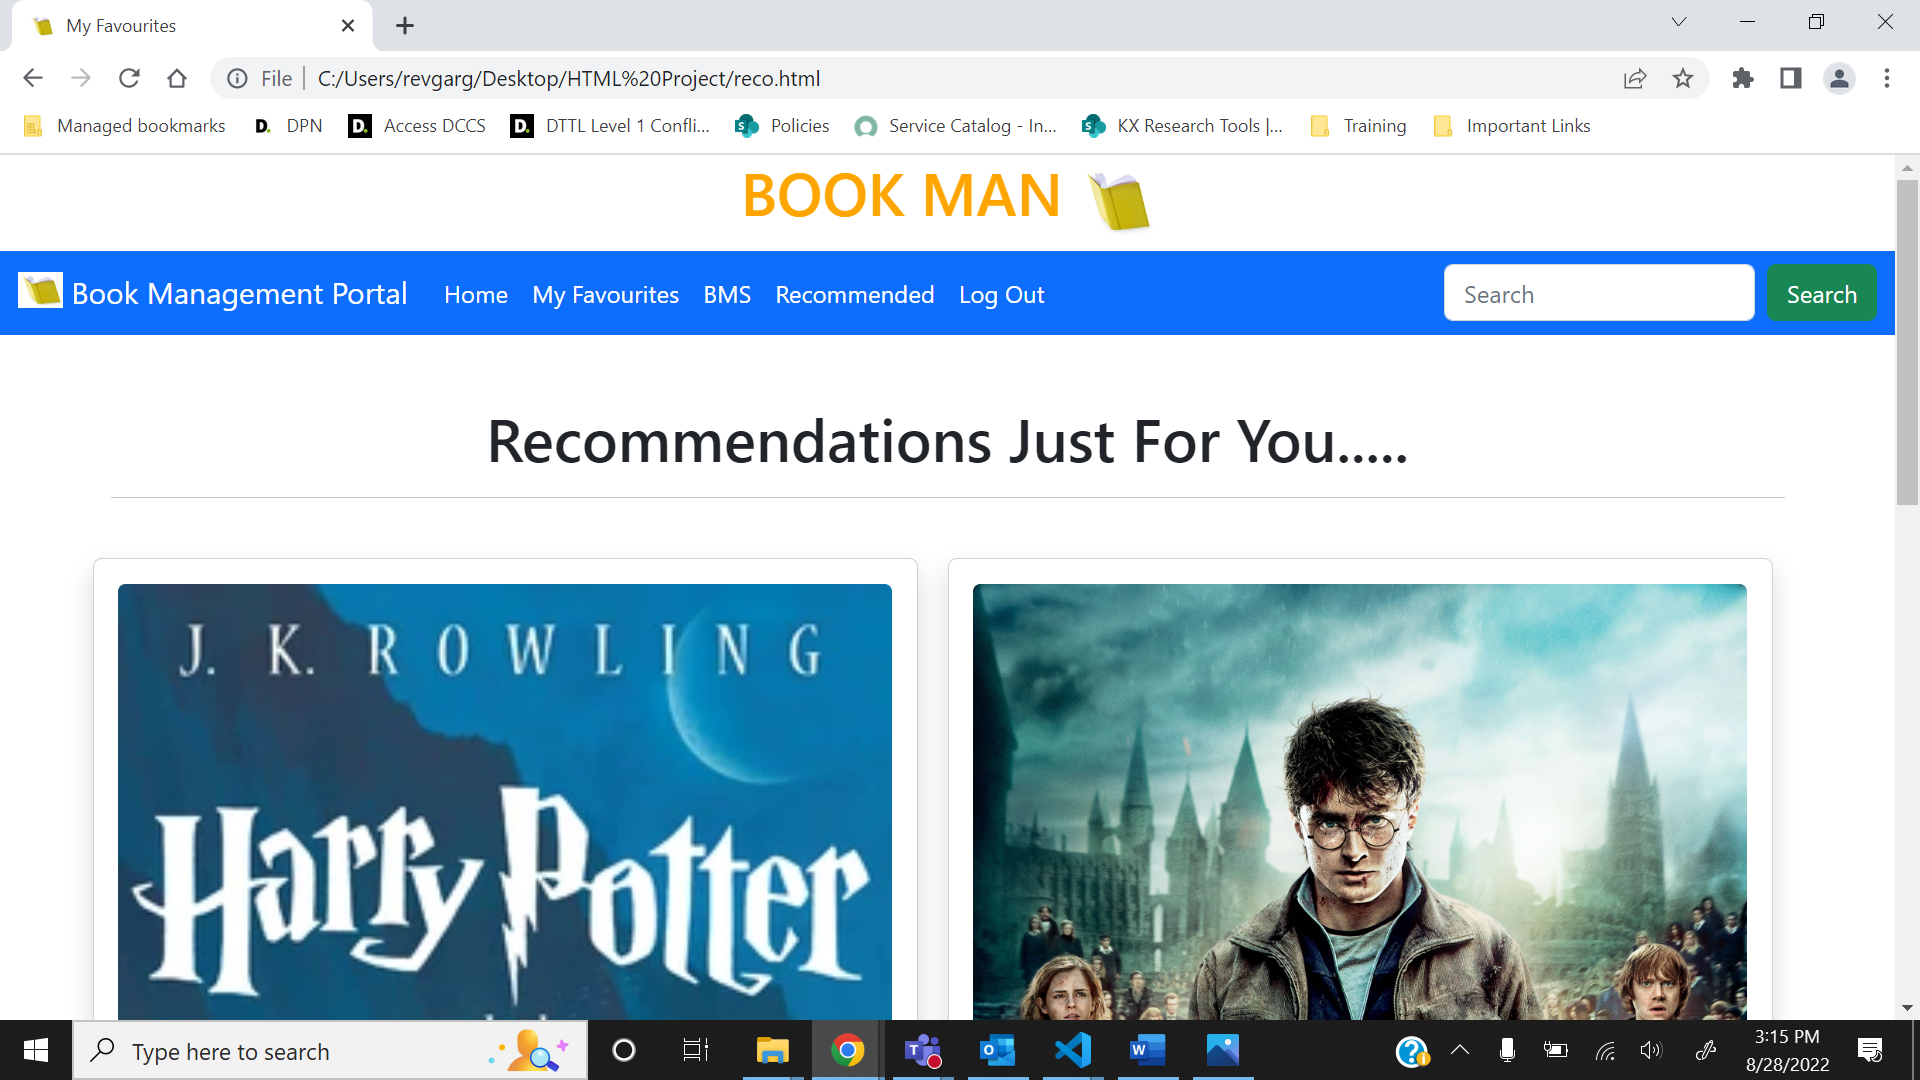 My Favourites
File C:/Users/revgarg/Desktop/HTML%20Project/reco.html
Managed bookmarks D. DPN D. Access DCCS D. DTTL Level 1 Confli... Policies Service Catalog - In... KX Research Tools |... Training Important Links
BOOK MAN
Book Management Portal Home My Favourites BMS Recommended Log Out Search Search
Recommendations Just For You.....
J. K. ROWLING
Harry Potter
Type here to search
3:15 PM
8/28/2022